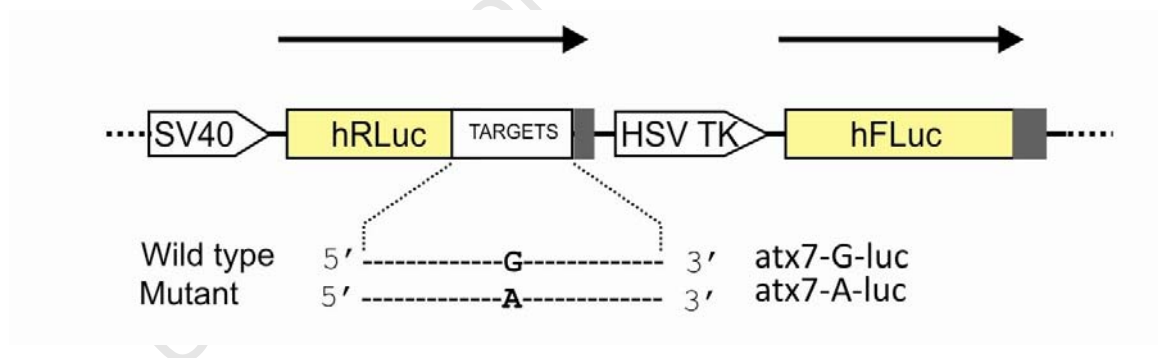 SV40 hRLuc TARGETS HSV TK hFLuc
Wild type 5' ------------G------------ 3' atx7-G-luc
Mutant 5' ------------A------------ 3' atx7-A-luc